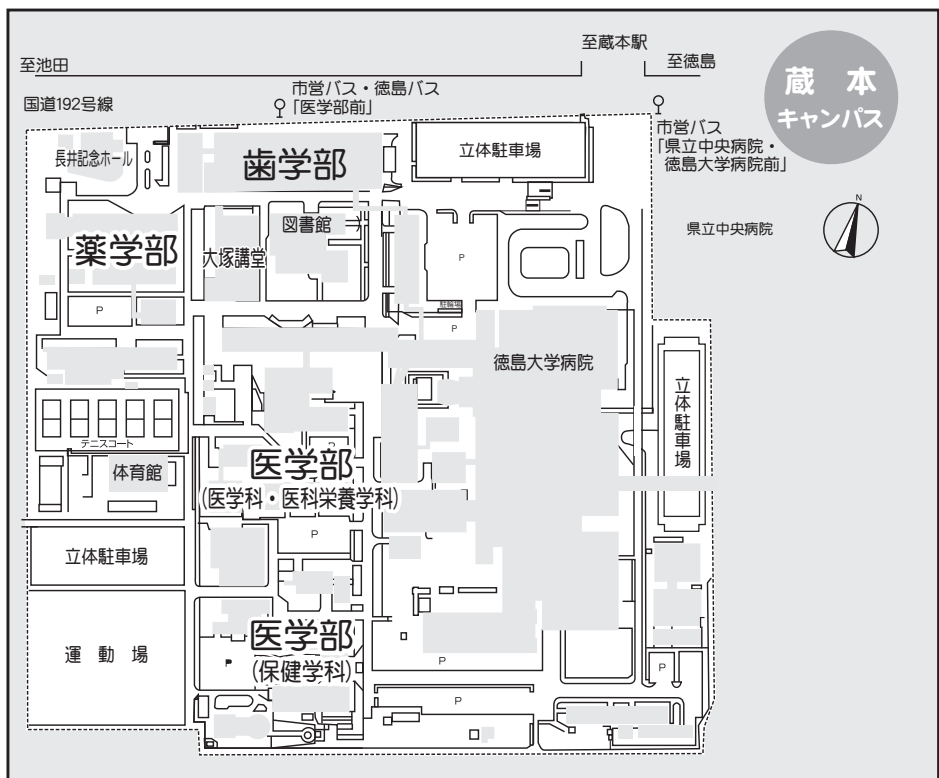 至蔵本駅
至池田
至徳島
蔵 本
キャンパス
市営バス・徳島バス
「医学部前」
国道192号線
市営バス
「県立中央病院・
徳島大学病院前」
長井記念ホール
歯学部
立体駐車場
N
図書館
県立中央病院
薬学部
大塚講堂
P
駐輪場
P
P
徳島大学病院
立体駐車場
テニスコート
P
医学部
(医学科・医科栄養学科)
体育館
P
立体駐車場
医学部
(保健学科)
運 動 場
P
P
P
P